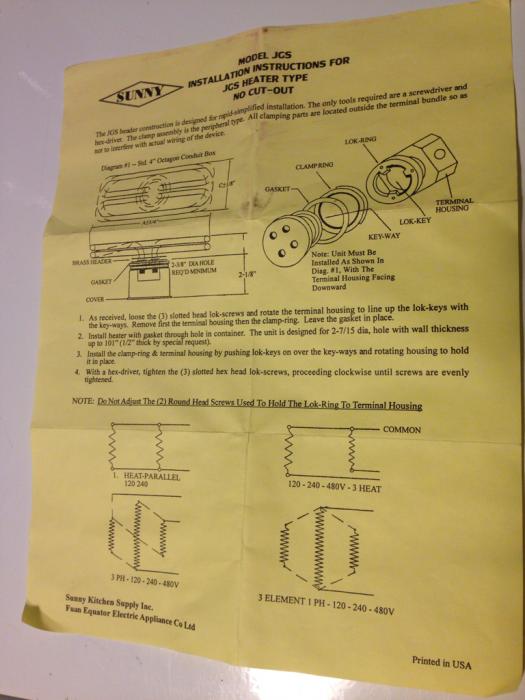 SUNNY
MODEL JGS
INSTALLATION INSTRUCTIONS FOR
JGS HEATER TYPE
NO CUT-OUT
The JGS header construction is designed for rapid-simplified installation. The only tools required are a screwdriver and
hex-driver. The clamp assembly is the peripheral type. All clamping parts are located outside the terminal bundle so as
not to interfere with actual wiring of the device.
Diagram #1 - Std. 4" Octagon Conduit Box
LOK-RING
CLAMP RING
GASKET
TERMINAL
HOUSING
LOK-KEY
KEY-WAY
BRASS HEADER
2-3/8" DIA HOLE
REQ'D MINIMUM
2-1/8"
GASKET
COVER
Note: Unit Must Be
Installed As Shown In
Diag. #1, With The
Terminal Housing Facing
Downward
1. As received, loose the (3) slotted head lok-screws and rotate the terminal housing to line up the lok-keys with
the key-ways. Remove first the terminal housing then the clamp-ring. Leave the gasket in place.
2. Install heater with gasket through hole in container. The unit is designed for 2-7/15 dia, hole with wall thickness
up to 101" (1/2" thick by special request).
3. Install the clamp-ring & terminal housing by pushing lok-keys on over the key-ways and rotating housing to hold
it in place.
4. With a hex-driver, tighten the (3) slotted hex head lok-screws, proceeding clockwise until screws are evenly
tightened.
NOTE: Do Not Adjust The (2) Round Head Screws Used To Hold The Lok-Ring To Terminal Housing
COMMON
1. HEAT-PARALLEL
120 240
120 - 240 - 480V - 3 HEAT
3 PH - 120 - 240 - 480V
3 ELEMENT 1 PH - 120 - 240 - 480V
Sunny Kitchen Supply Inc.
Fuan Equator Electric Appliance Co Ltd
Printed in USA